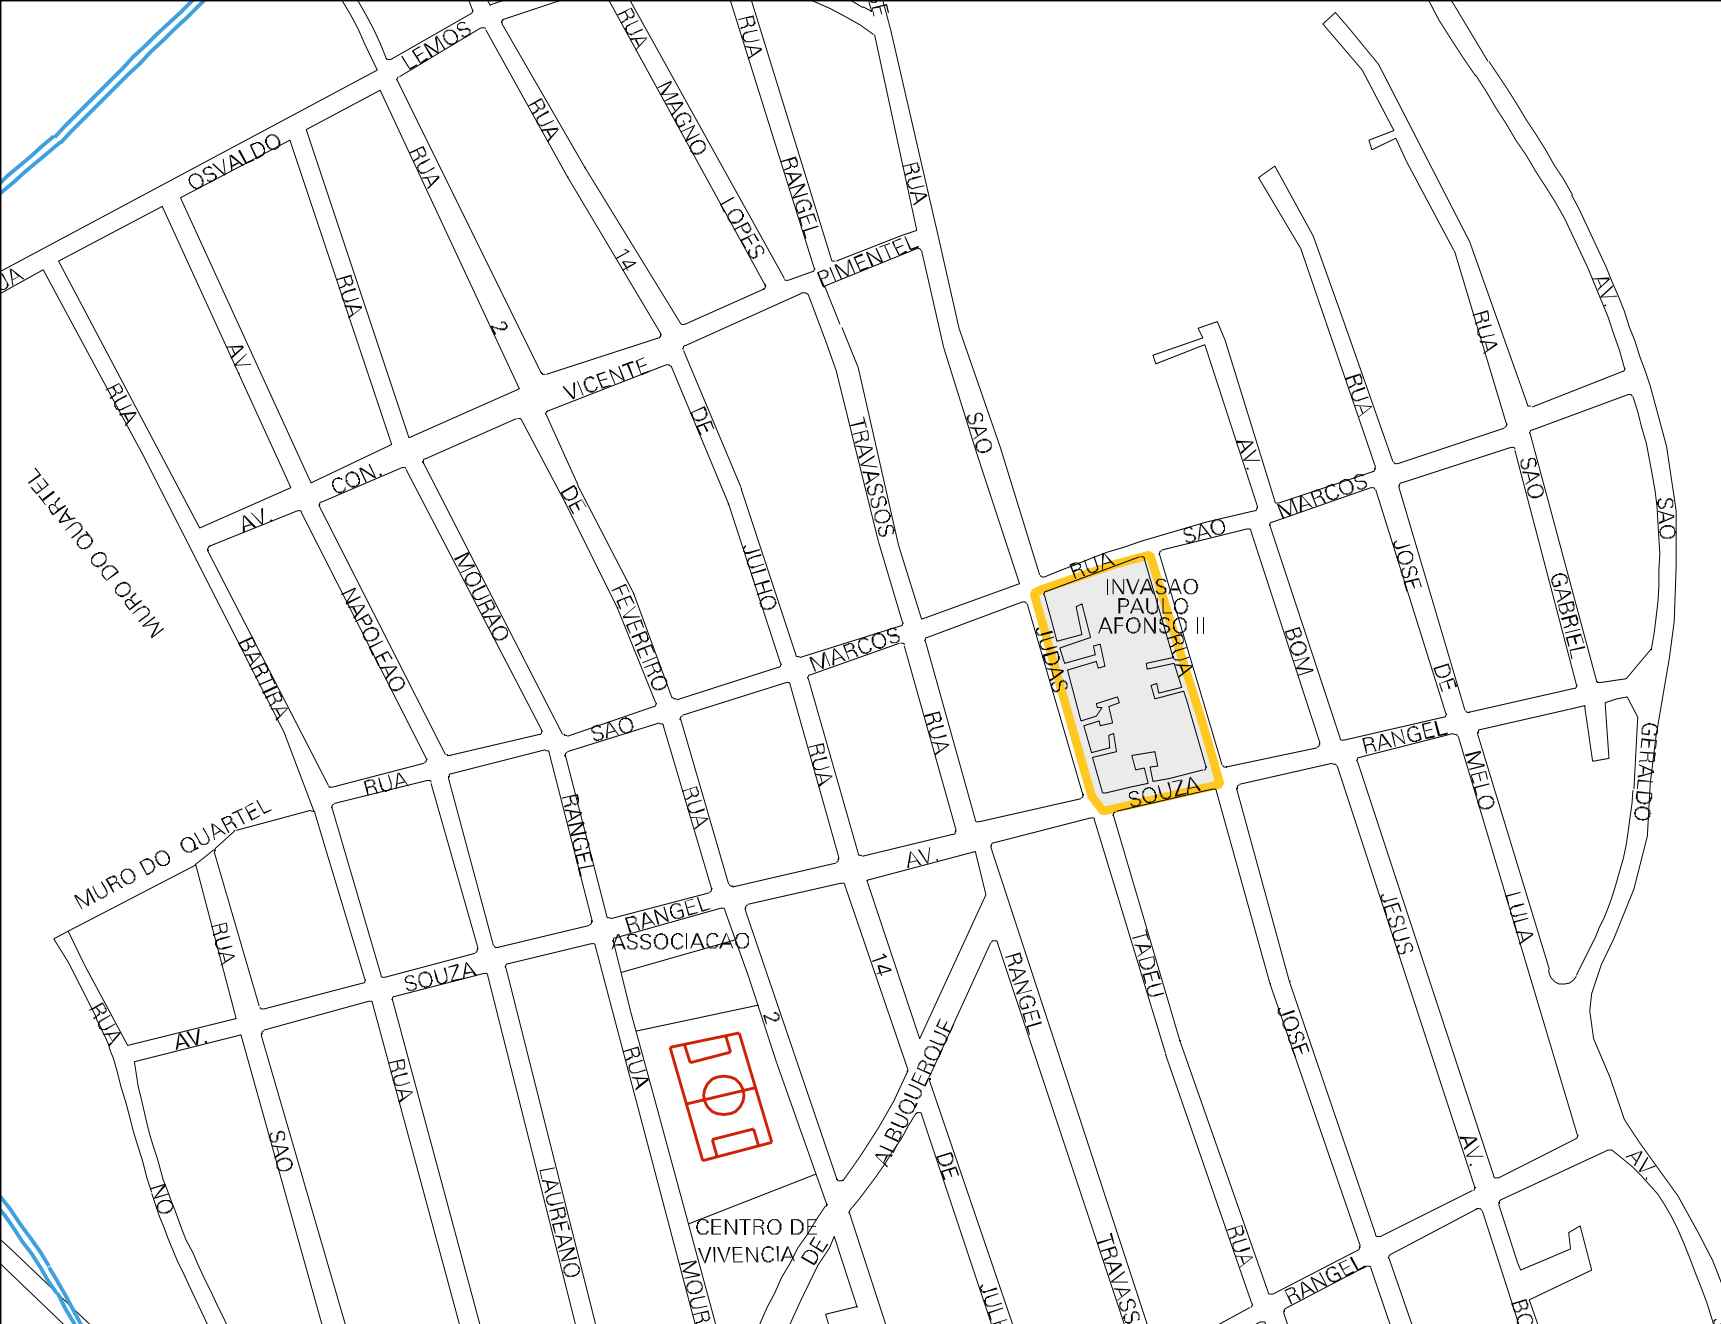 LEMOS
OSVALDO
RUA
MAGNO
LOPES
RUA
RANGEL
RUA
14
RUA
2
RUA
PIMENTEL
RUA
SAO
VICENTE
CON.
AV.
RUA
AV
RUA
BARTIRA
NAPOLEAO
MOURAO
DE
FEVEREIRO
DE
JULHO
TRAVASSOS
MURO DO QUARTEL
MURO DO QUARTEL
RUA
SAO
MARCOS
RUA
SAO
MARCOS
INVASAO
PAULO
AFONSO II
JUDAS
RUA
SOUZA
AV.
BOM
RUA
JOSE
DE
MELO
LULA
RUA
SAO
GABRIEL
AV.
SAO
GERALDO
RANGEL
JESUS
RUA
RUA
RUA
RANGEL
AV.
RANGEL
ASSOCIACAO
SOUZA
AV.
RUA
RUA
NO
SAO
RUA
LAUREANO
RUA
MOUR
2
14
DE
JULH
ALBUQUERQUE
DE
CENTRO DE
VIVENCIA
RANGEL
TRAVASS
TADEU
RUA
JOSE
RANGEL
AV.
AV.
BO